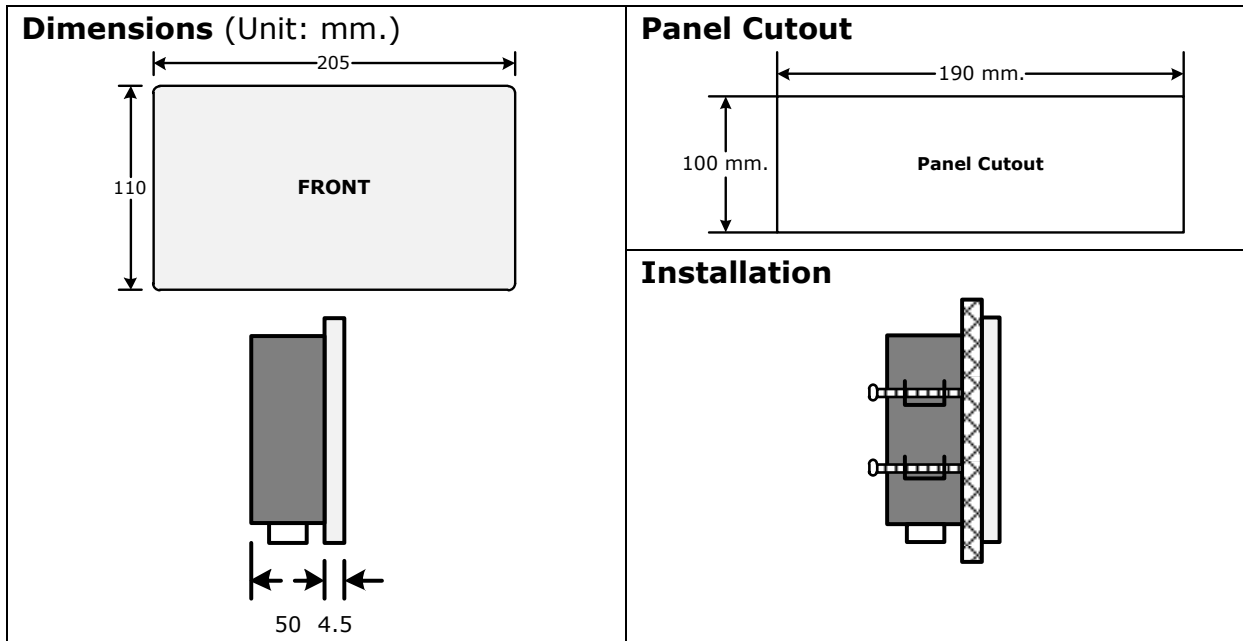 Dimensions (Unit: mm.)
205
110
FRONT
50 4.5
Panel Cutout
190 mm.
100 mm.
Panel Cutout
Installation